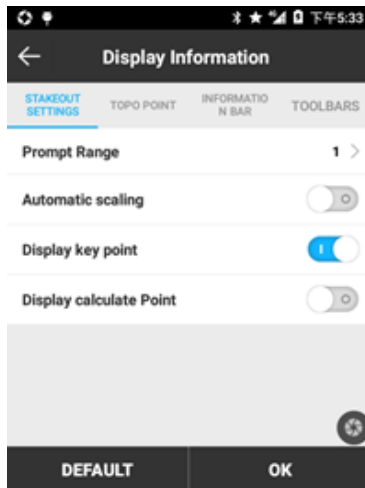 下午5:33
Display Information
STAKEOUT SETTINGS
TOPO POINT
INFORMATIO
N BAR
TOOLBARS
Prompt Range 1
Automatic scaling
Display key point
Display calculate Point
DEFAULT
OK